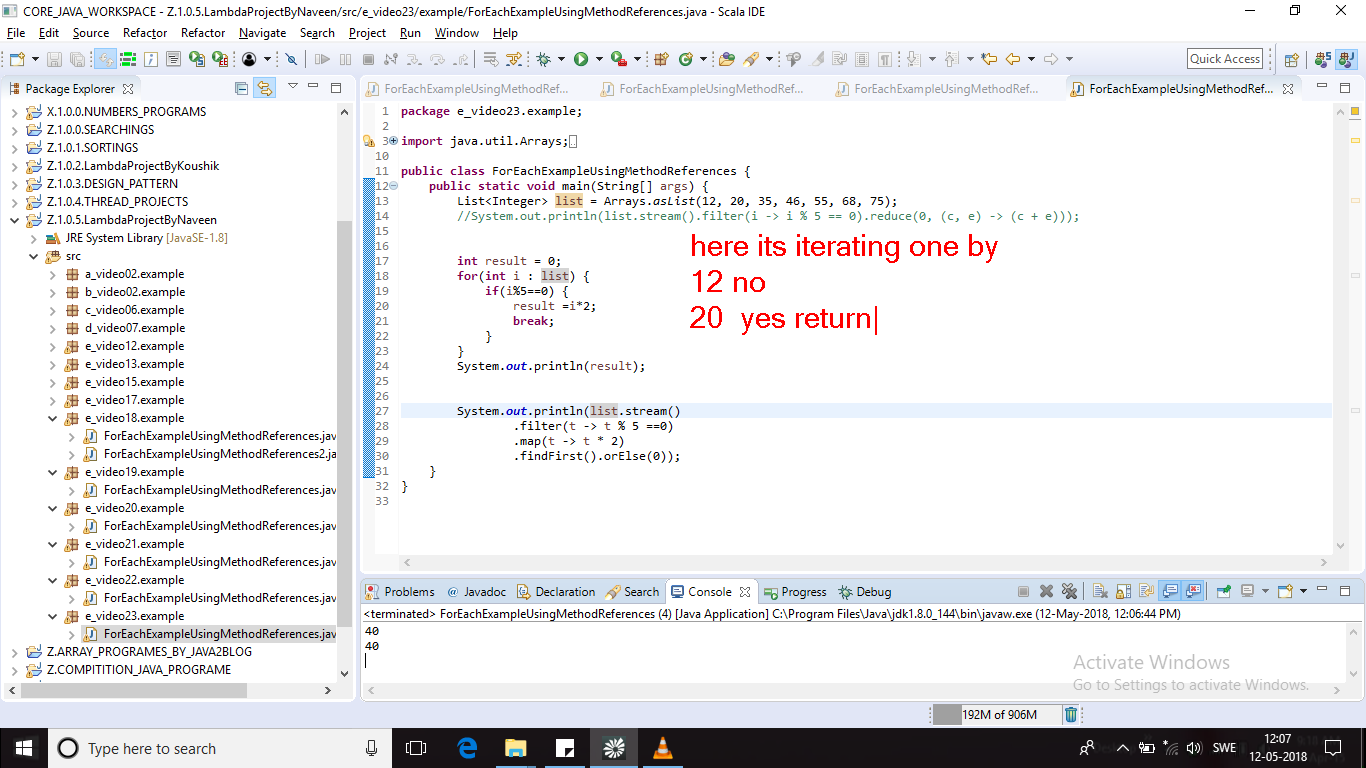 CORE_JAVA_WORKSPACE - Z.1.0.5.LambdaProjectByNaveen/src/e_video23/example/ForEachExampleUsingMethodReferences.java - Scala IDE
File Edit Source Refactor Refactor Navigate Search Project Run Window Help
Quick Access
Package Explorer
X.1.0.0.NUMBERS_PROGRAMS
Z.1.0.0.SEARCHINGS
Z.1.0.1.SORTINGS
Z.1.0.2.LambdaProjectByKoushik
Z.1.0.3.DESIGN_PATTERN
Z.1.0.4.THREAD_PROJECTS
Z.1.0.5.LambdaProjectByNaveen
JRE System Library [JavaSE-1.8]
src
a_video02.example
b_video02.example
c_video06.example
d_video07.example
e_video12.example
e_video13.example
e_video15.example
e_video17.example
e_video18.example
ForEachExampleUsingMethodReferences.jav
ForEachExampleUsingMethodReferences2.ja
e_video19.example
ForEachExampleUsingMethodReferences.jav
e_video20.example
ForEachExampleUsingMethodReferences.jav
e_video21.example
ForEachExampleUsingMethodReferences.jav
e_video22.example
ForEachExampleUsingMethodReferences.jav
e_video23.example
ForEachExampleUsingMethodReferences.jav
Z.ARRAY_PROGRAMES_BY_JAVA2BLOG
Z.COMPITITION_JAVA_PROGRAME
ForEachExampleUsingMethodRef... ForEachExampleUsingMethodRef... ForEachExampleUsingMethodRef... ForEachExampleUsingMethodRef...
1 package e_video23.example;
2
3 import java.util.Arrays;
10
11 public class ForEachExampleUsingMethodReferences {
12 public static void main(String[] args) {
13 List<Integer> list = Arrays.asList(12, 20, 35, 46, 55, 68, 75);
14 //System.out.println(list.stream().filter(i -> i % 5 == 0).reduce(0, (c, e) -> (c + e)));
15
16
17 int result = 0;
18 for(int i : list) {
19 if(i%5==0) {
20 result =i*2;
21 break;
22 }
23 }
24 System.out.println(result);
25
26
27 System.out.println(list.stream()
28 .filter(t -> t % 5 ==0)
29 .map(t -> t * 2)
30 .findFirst().orElse(0));
31 }
32 }
33
here its iterating one by
12 no
20 yes return
Problems @ Javadoc Declaration Search Console Progress Debug
<terminated> ForEachExampleUsingMethodReferences (4) [Java Application] C:\Program Files\Java\jdk1.8.0_144\bin\javaw.exe (12-May-2018, 12:06:44 PM)
40
40
Activate Windows
Go to Settings to activate Windows.
192M of 906M
Type here to search
SWE
12:07
12-05-2018